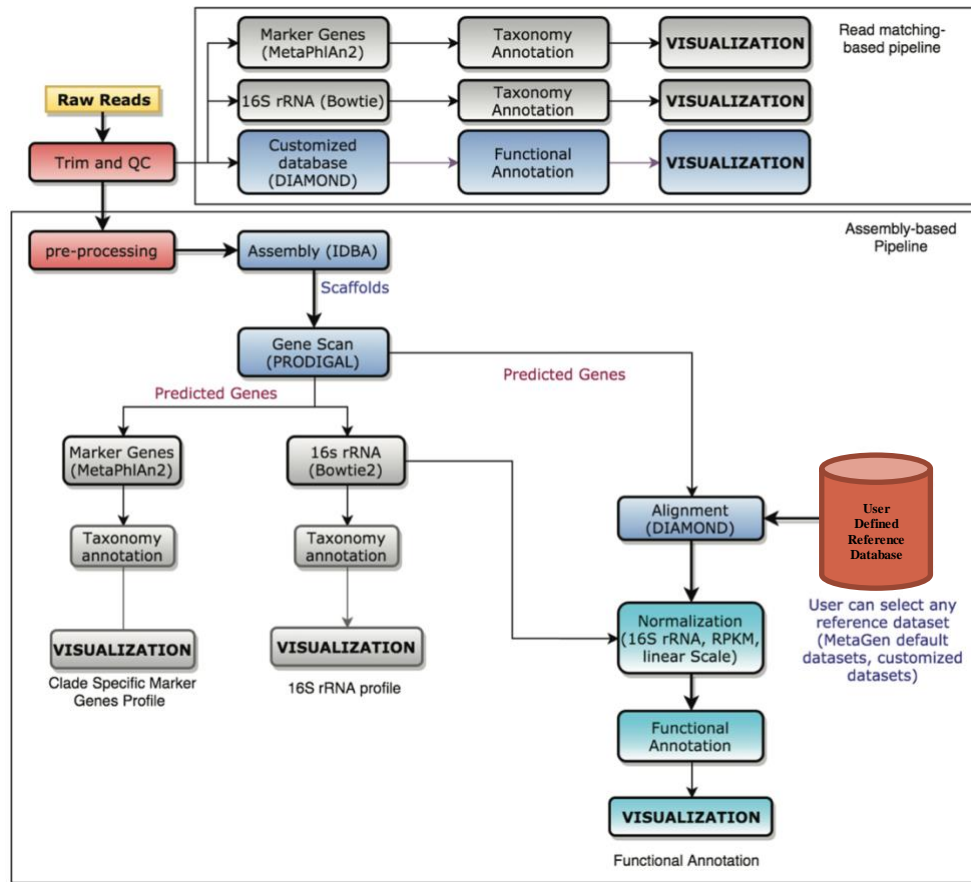 Marker Genes
(MetaPhlAn2)
Taxonomy
Annotation
VISUALIZATION
Read matching-
based pipeline
Raw Reads
16S rRNA (Bowtie)
Taxonomy
Annotation
VISUALIZATION
Trim and QC
Customized
database
(DIAMOND)
Functional
Annotation
VISUALIZATION
Assembly-based
Pipeline
pre-processing
Assembly (IDBA)
Scaffolds
Gene Scan
(PRODIGAL)
Predicted Genes
Predicted Genes
Marker Genes
(MetaPhlAn2)
16s rRNA
(Bowtie2)
Alignment
(DIAMOND)
User
Defined
Reference
Database
Taxonomy
annotation
Taxonomy
annotation
User can select any
reference dataset
(MetaGen default
datasets, customized
datasets)
Normalization
(16S rRNA, RPKM,
linear Scale)
VISUALIZATION
Clade Specific Marker
Genes Profile
VISUALIZATION
16S rRNA profile
Functional
Annotation
VISUALIZATION
Functional Annotation